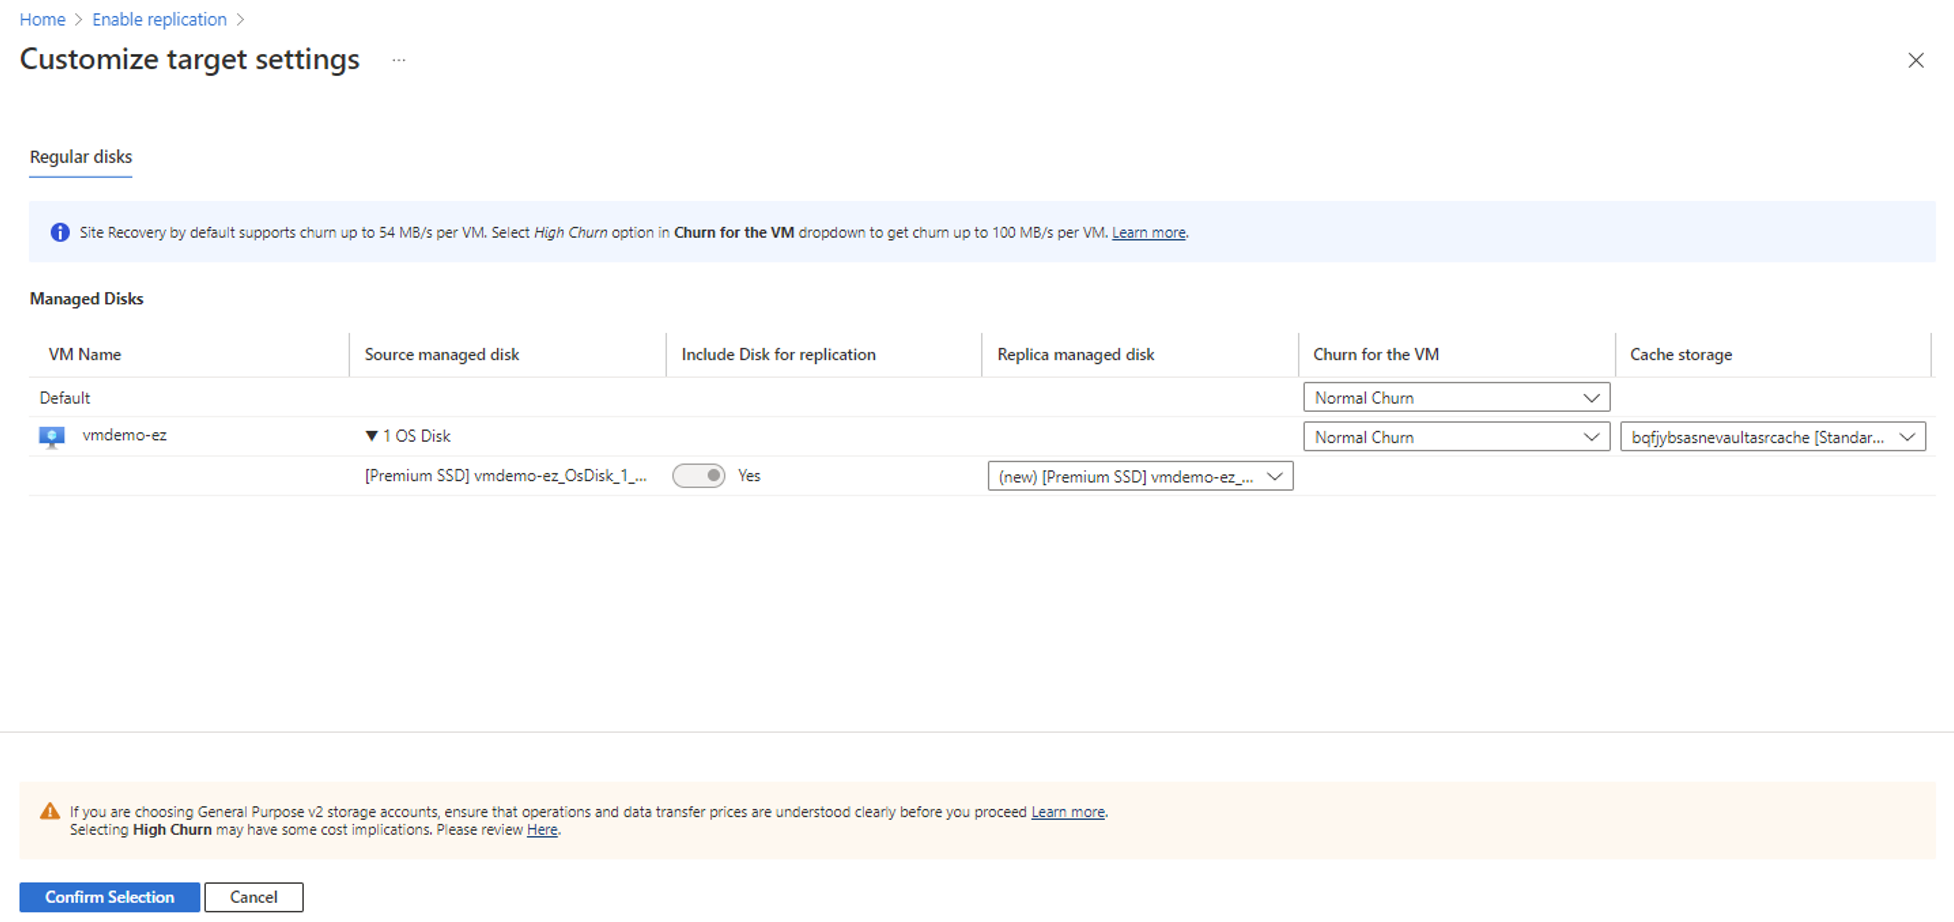 Home > Enable replication >
Customize target settings ...
Regular disks
Site Recovery by default supports churn up to 54 MB/s per VM. Select High Churn option in Churn for the VM dropdown to get churn up to 100 MB/s per VM. Learn more.
Managed Disks
VM Name Source managed disk Include Disk for replication Replica managed disk Churn for the VM Cache storage
Default Normal Churn
vmdemo-ez ▼ 1 OS Disk Normal Churn bqfjybsasnevaultasrcache [Standar...
[Premium SSD] vmdemo-ez_OsDisk_1_... Yes (new) [Premium SSD] vmdemo-ez_...
If you are choosing General Purpose v2 storage accounts, ensure that operations and data transfer prices are understood clearly before you proceed Learn more.
Selecting High Churn may have some cost implications. Please review Here.
Confirm Selection Cancel